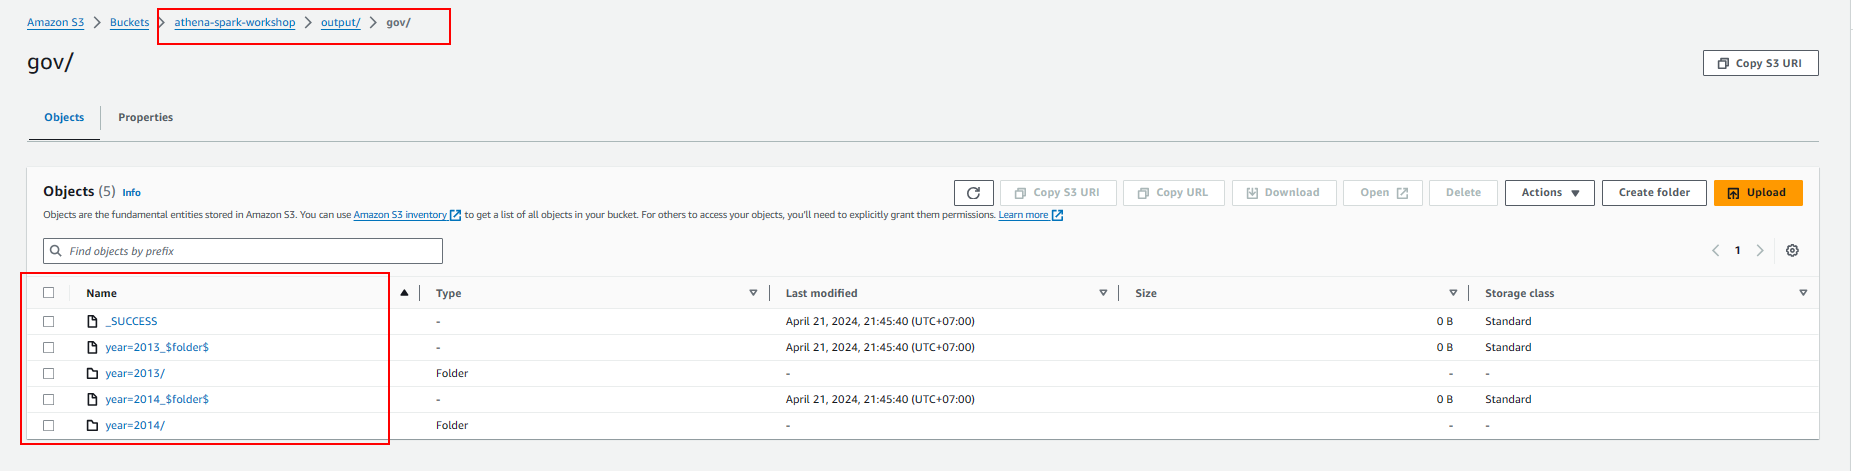 Amazon S3 > Buckets > athena-spark-workshop > output/ > gov/
gov/
Copy S3 URI
Objects Properties
Objects (5) Info
Copy S3 URI Copy URL Download Open Delete Actions Create folder Upload
Objects are the fundamental entities stored in Amazon S3. You can use Amazon S3 inventory to get a list of all objects in your bucket. For others to access your objects, you'll need to explicitly grant them permissions. Learn more
Find objects by prefix
1
Name Type Last modified Size Storage class
_SUCCESS - April 21, 2024, 21:45:40 (UTC+07:00) 0 B Standard
year=2013_$folder$ - April 21, 2024, 21:45:40 (UTC+07:00) 0 B Standard
year=2013/ Folder - - -
year=2014_$folder$ - April 21, 2024, 21:45:40 (UTC+07:00) 0 B Standard
year=2014/ Folder - - -